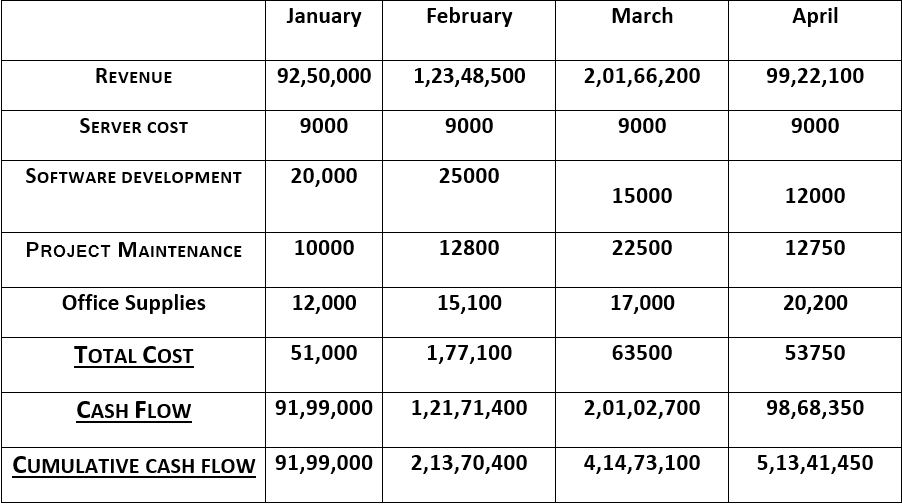 January February March April
REVENUE 92,50,000 1,23,48,500 2,01,66,200 99,22,100
SERVER COST 9000 9000 9000 9000
SOFTWARE DEVELOPMENT 20,000 25000 15000 12000
PROJECT MAINTENANCE 10000 12800 22500 12750
Office Supplies 12,000 15,100 17,000 20,200
TOTAL COST 51,000 1,77,100 63500 53750
CASH FLOW 91,99,000 1,21,71,400 2,01,02,700 98,68,350
CUMULATIVE CASH FLOW 91,99,000 2,13,70,400 4,14,73,100 5,13,41,450